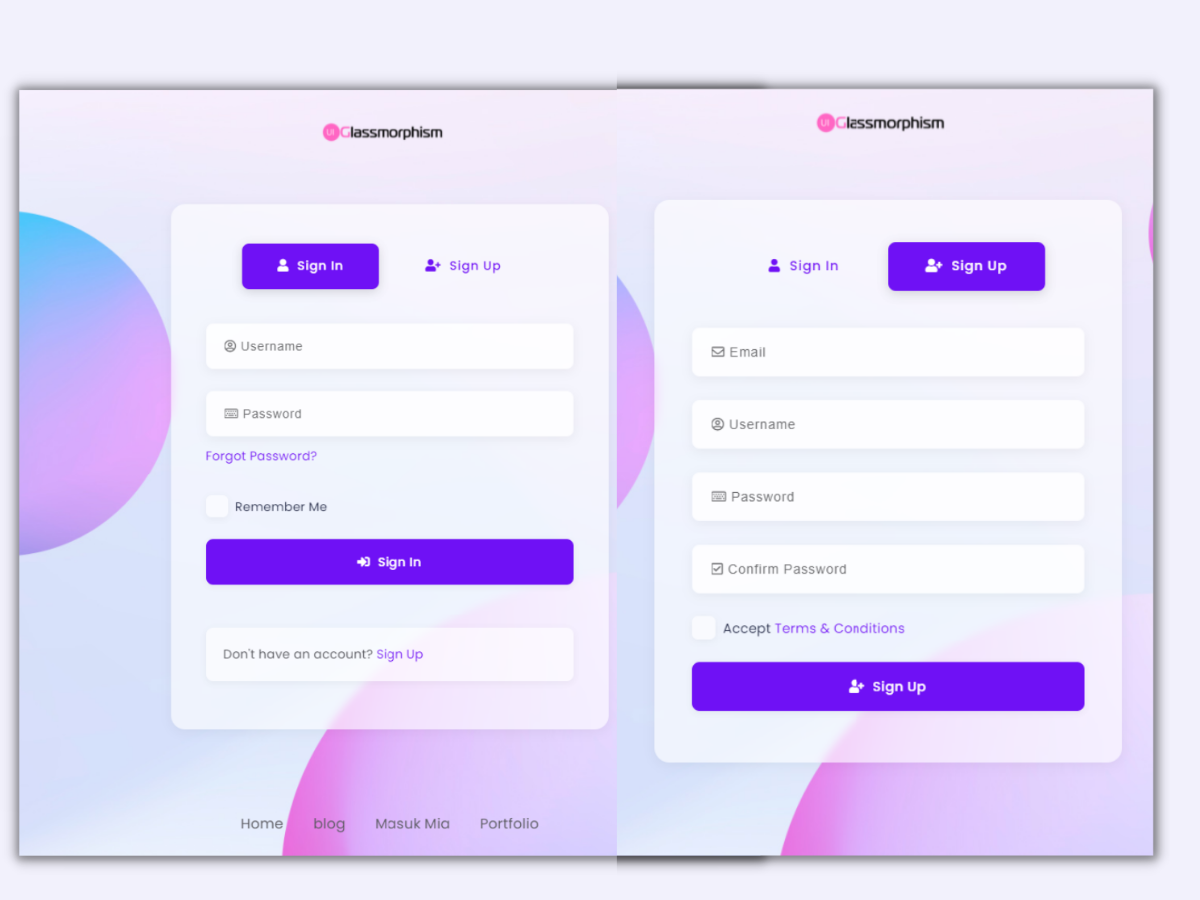 UI Glassmorphism
Sign In Sign Up
Username
Password
Forgot Password?
Remember Me
Sign In
Don't have an account? Sign Up
Home blog Masuk Mia Portfolio
UI Glassmorphism
Sign In Sign Up
Email
Username
Password
Confirm Password
Accept Terms & Conditions
Sign Up